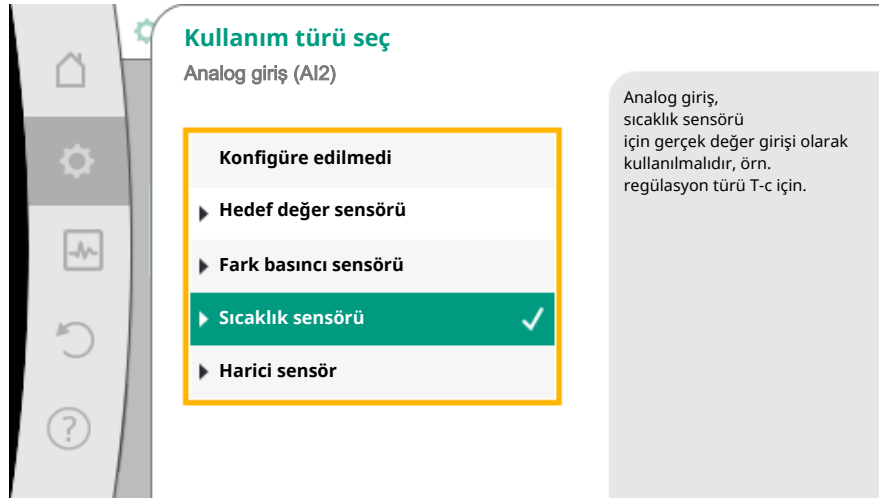 Kullanım türü seç
Analog giriş (AI2)
Konfigüre edilmedi
Hedef değer sensörü
Fark basıncı sensörü
Sıcaklık sensörü
Harici sensör
Analog giriş,
sıcaklık sensörü
için gerçek değer girişi olarak
kullanılmalıdır, örn.
regülasyon türü T-c için.